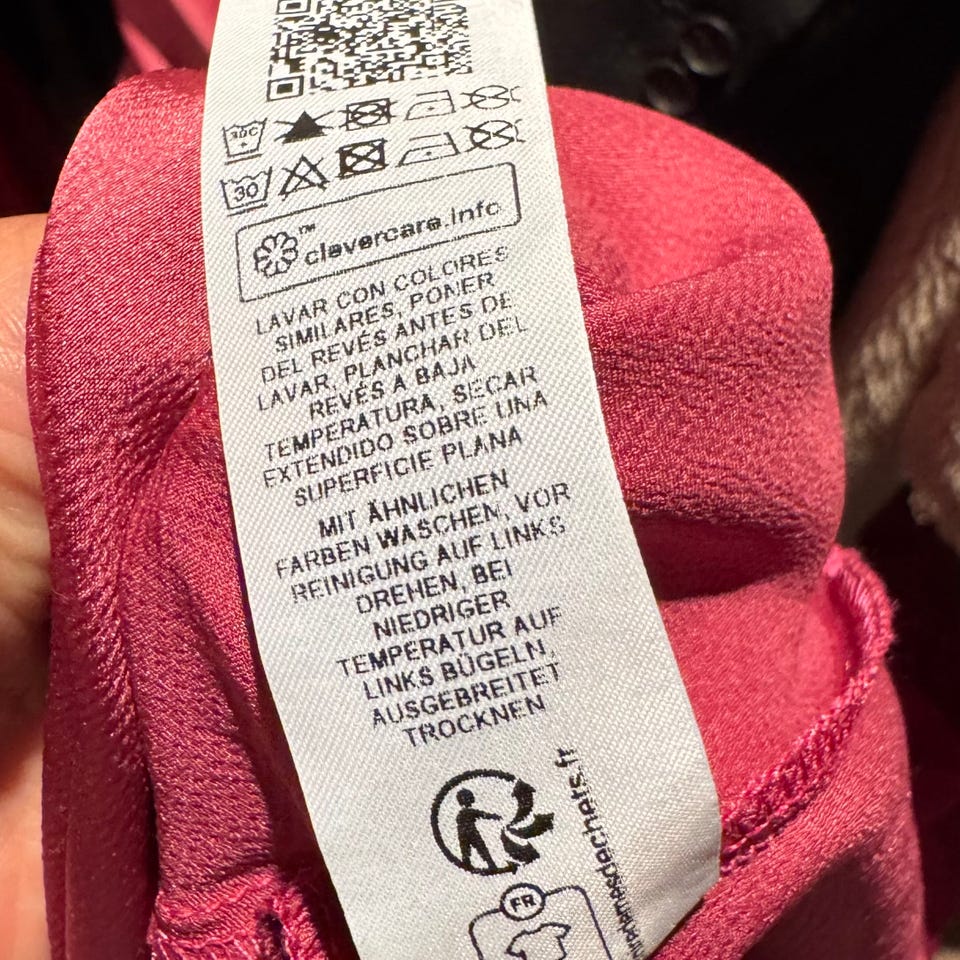 30C
30
™
clevercare.info
LAVAR CON COLORES
SIMILARES, PONER
DEL REVÉS ANTES DE
LAVAR, PLANCHAR DEL
REVÉS A BAJA
TEMPERATURA, SECAR
EXTENDIDO SOBRE UNA
SUPERFICIE PLANA
MIT ÄHNLICHEN
FARBEN WASCHEN, VOR
REINIGUNG AUF LINKS
DREHEN, BEI
NIEDRIGER
TEMPERATUR AUF
LINKS BÜGELN,
AUSGEBREITET
TROCKNEN
FR